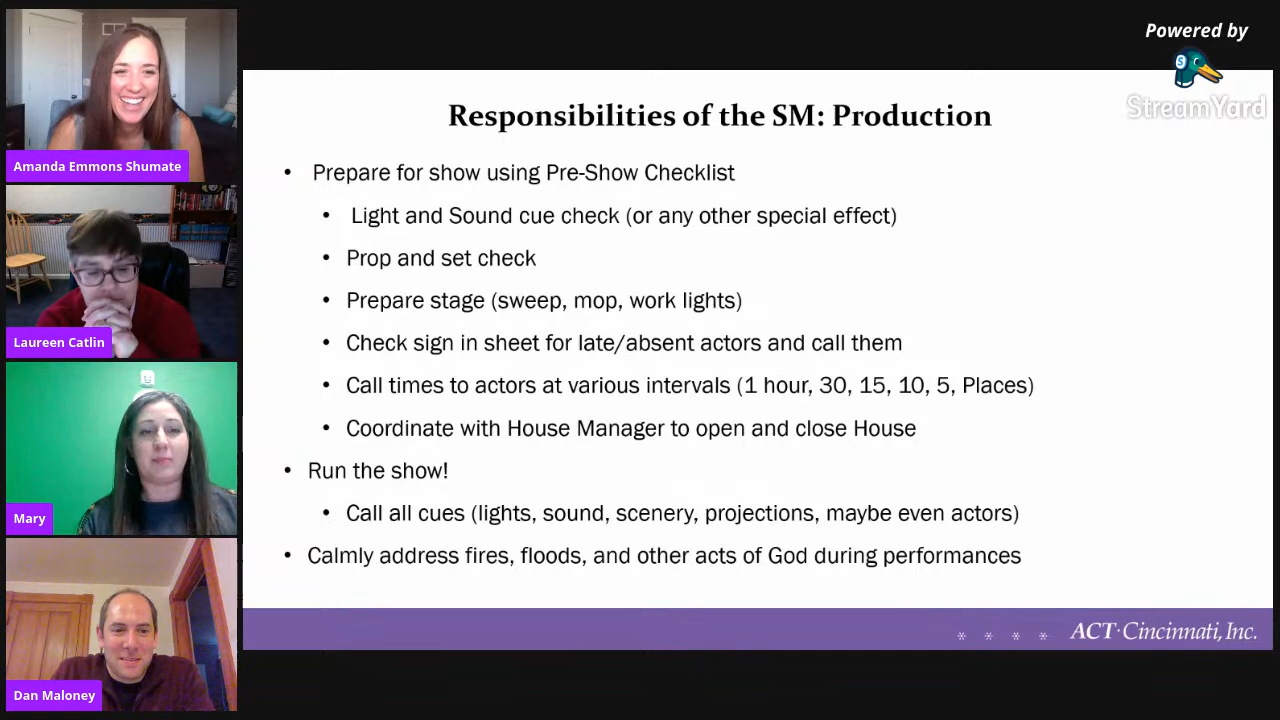 Powered by
StreamYard
Responsibilities of the SM: Production
• Prepare for show using Pre-Show Checklist
• Light and Sound cue check (or any other special effect)
• Prop and set check
• Prepare stage (sweep, mop, work lights)
• Check sign in sheet for late/absent actors and call them
• Call times to actors at various intervals (1 hour, 30, 15, 10, 5, Places)
• Coordinate with House Manager to open and close House
• Run the show!
• Call all cues (lights, sound, scenery, projections, maybe even actors)
• Calmly address fires, floods, and other acts of God during performances
* * * * ACT·Cincinnati, Inc.
Amanda Emmons Shumate
Laureen Catlin
Mary
Dan Maloney